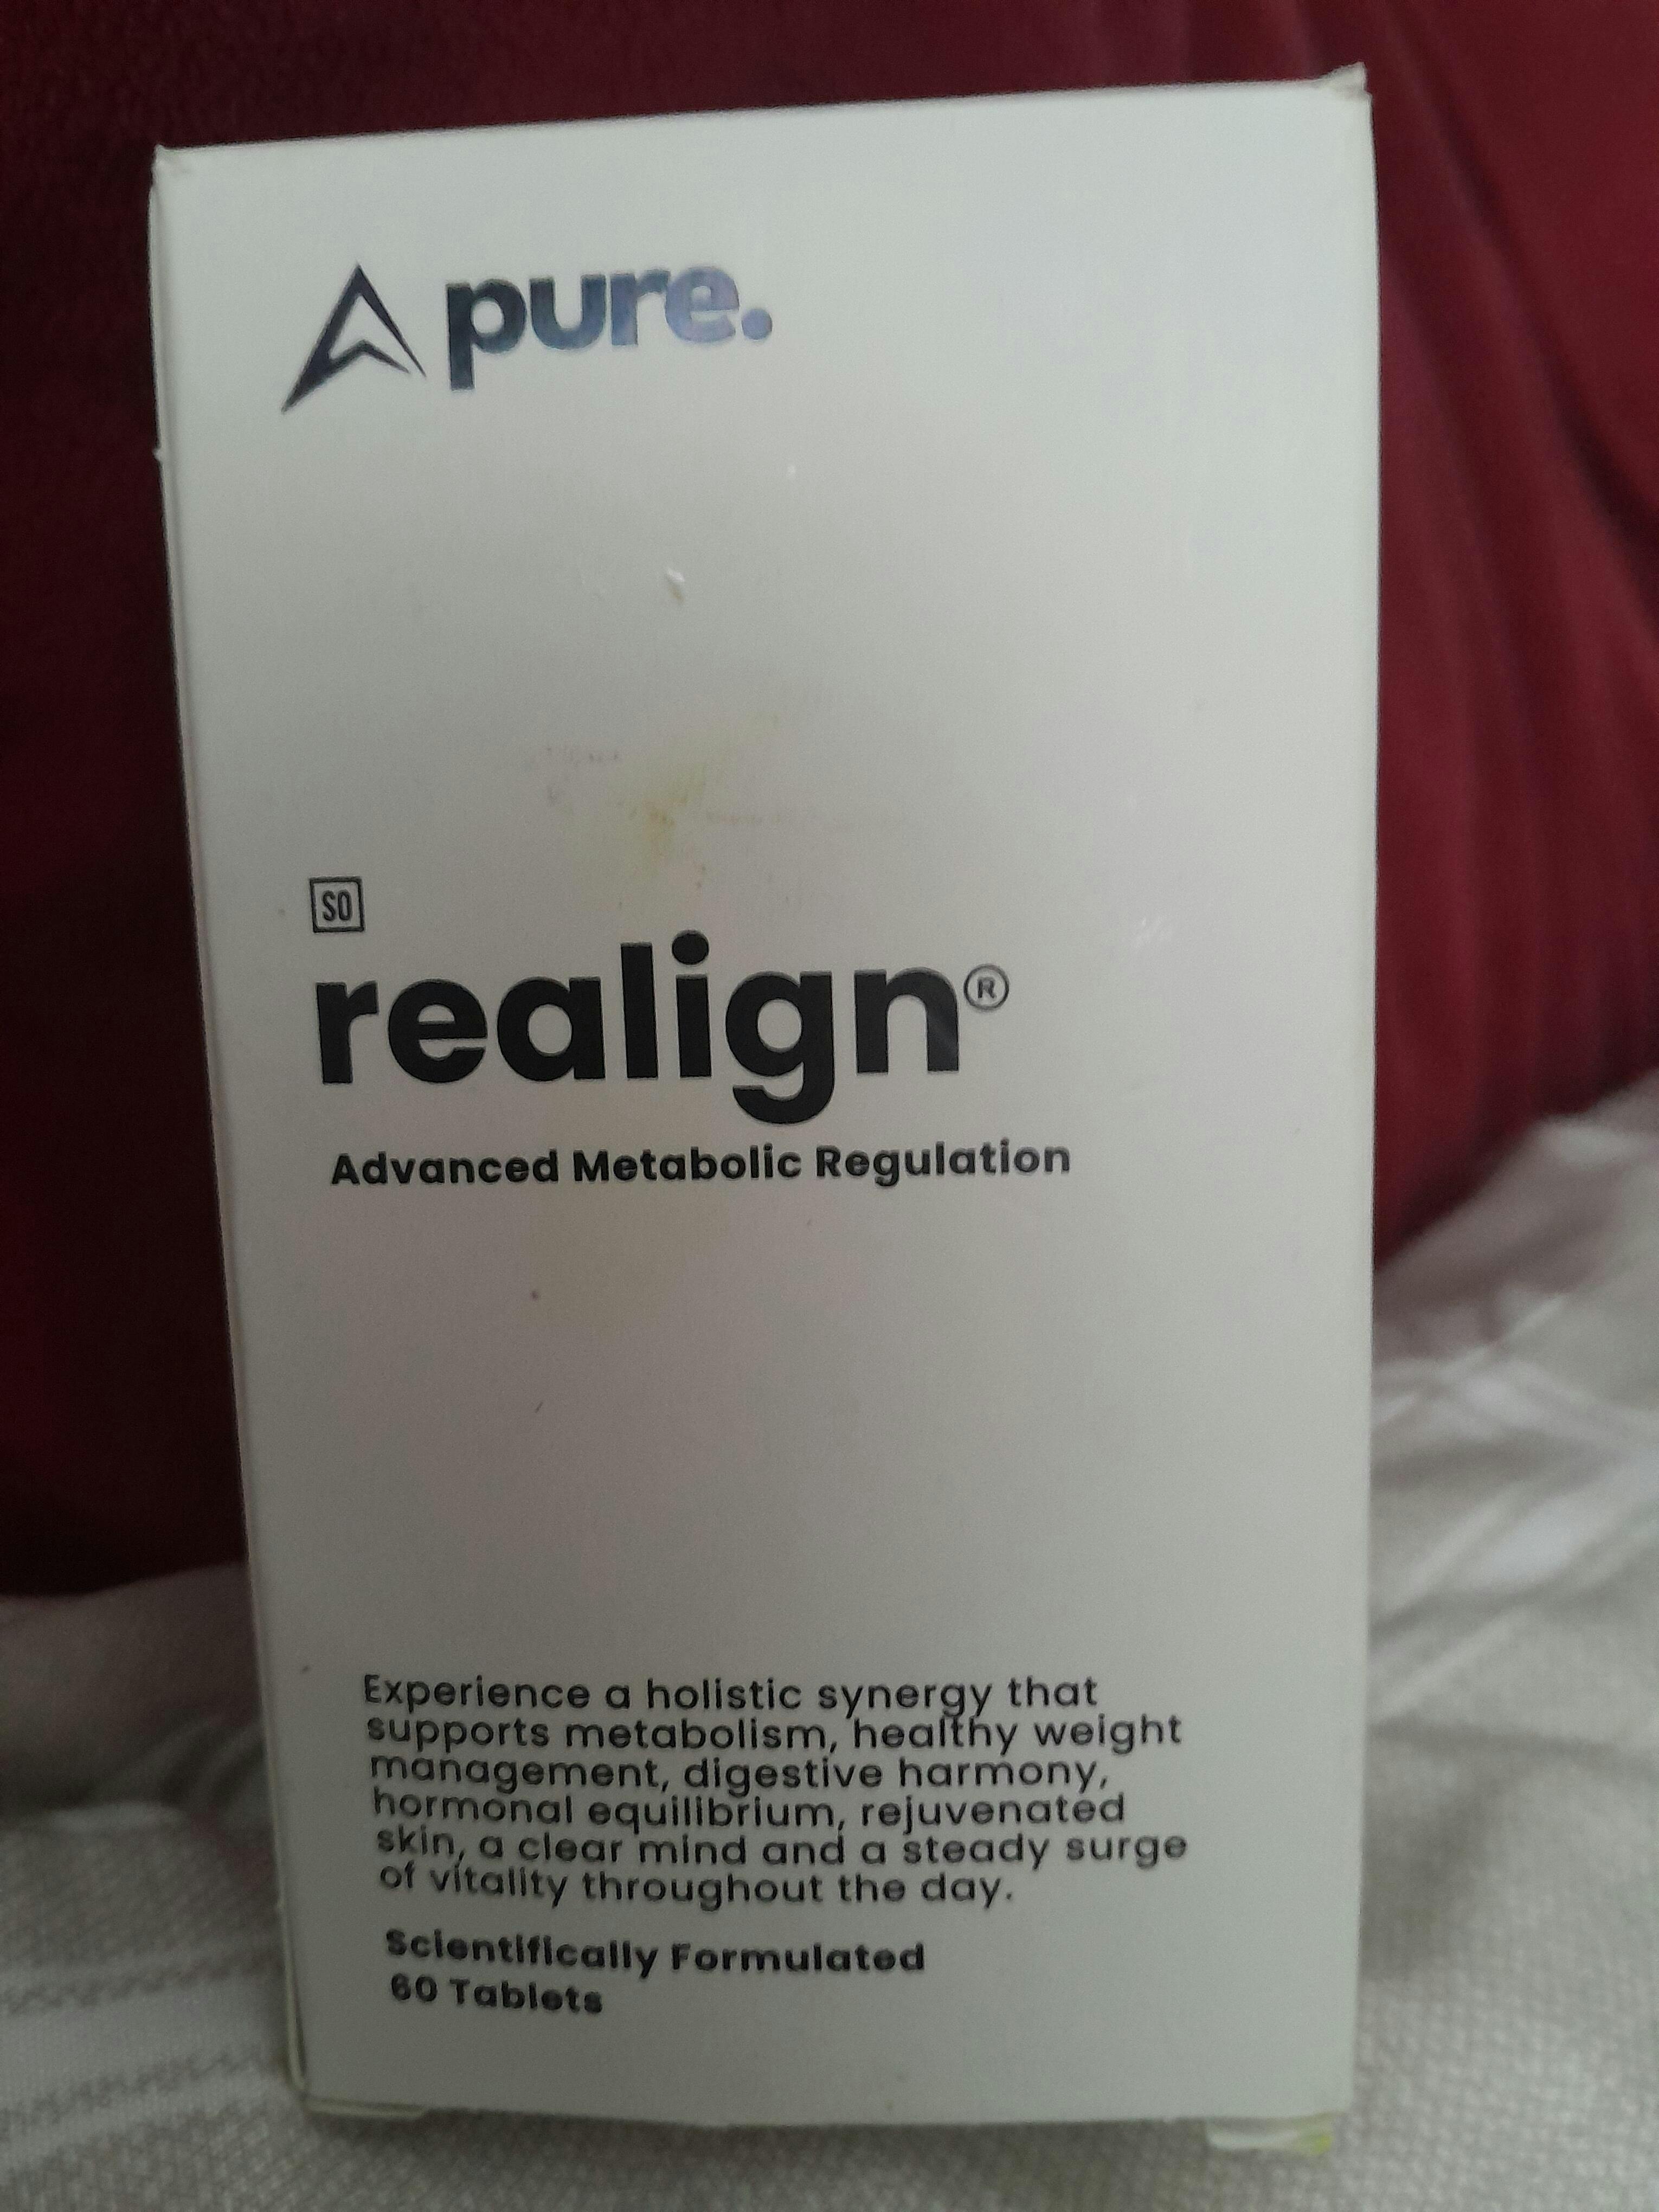 pure.
S0
realign®
Advanced Metabolic Regulation
Experience a holistic synergy that
supports metabolism, healthy weight
management, digestive harmony,
hormonal equilibrium, rejuvenated
skin, a clear mind and a steady surge
of vitality throughout the day.
Scientifically Formulated
60 Tablets